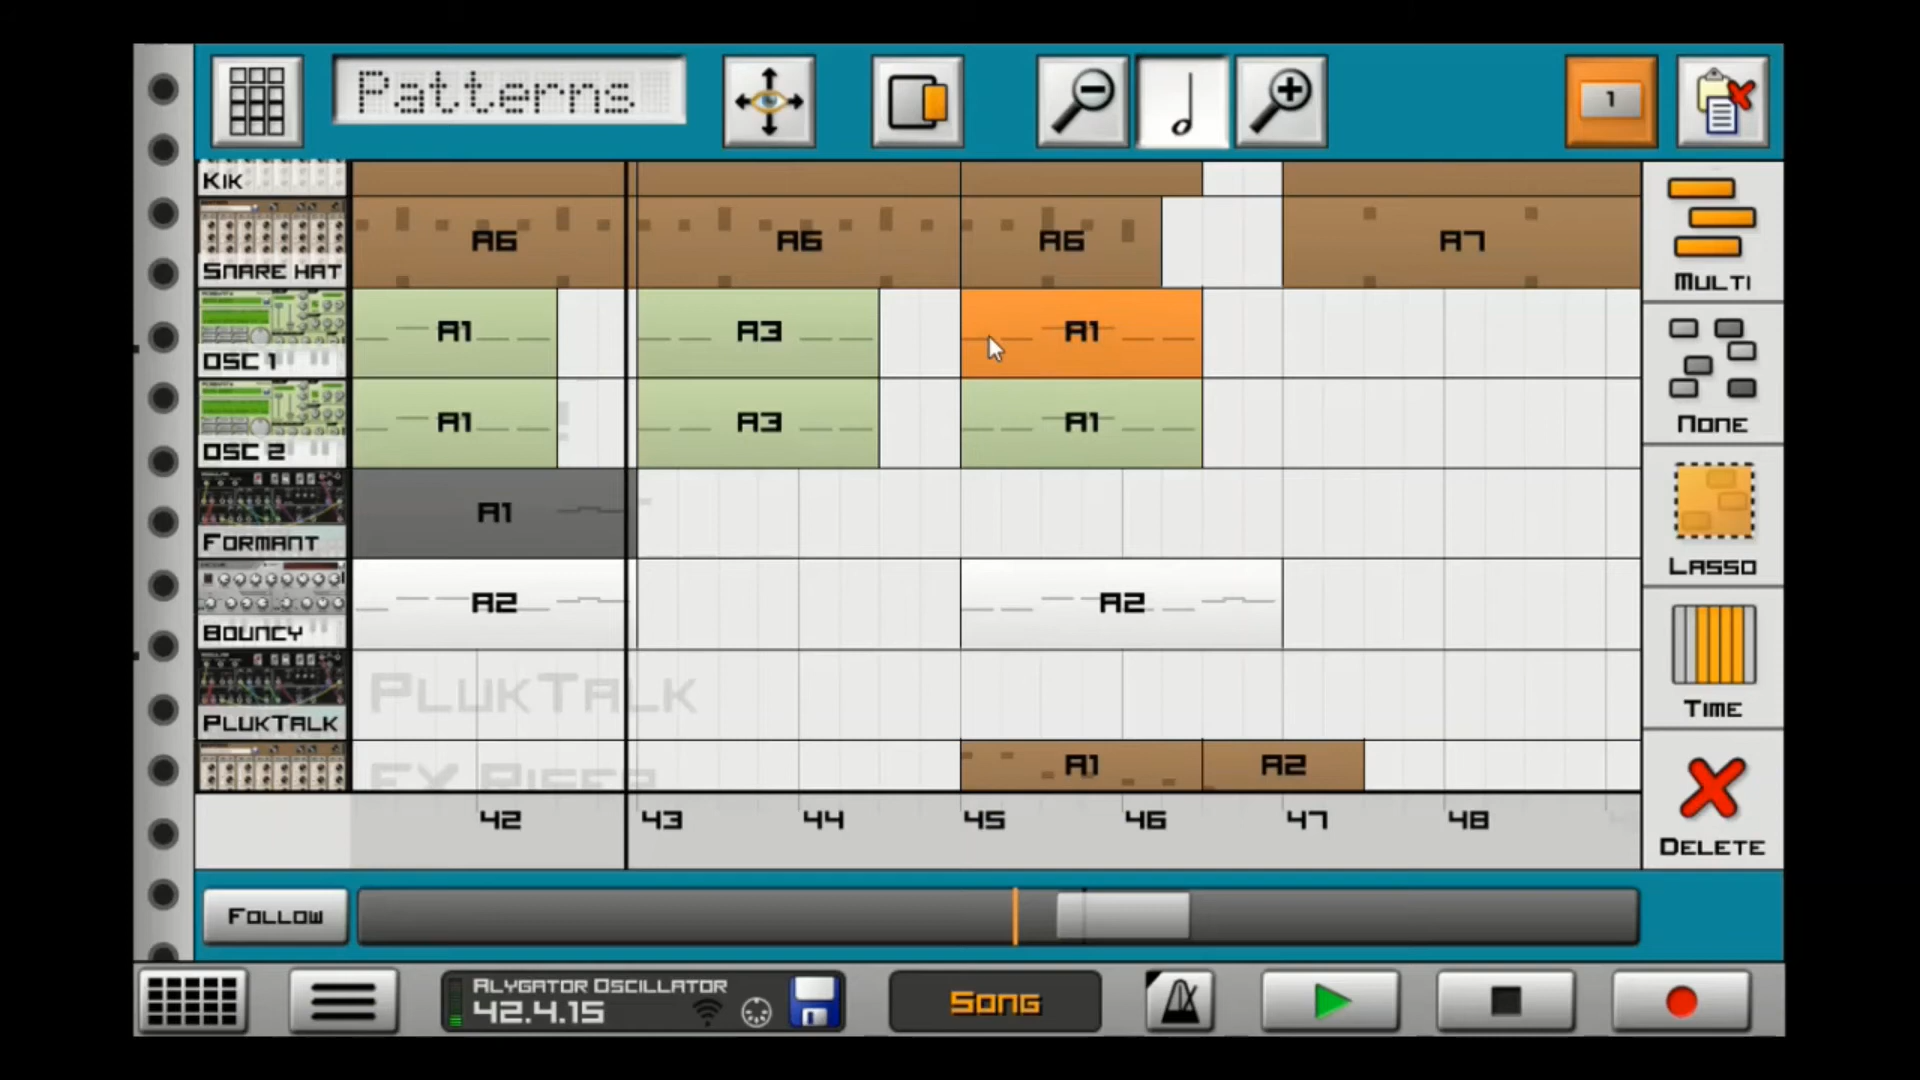 Patterns
1
Kik
Snare hat
A6
A6
A6
A7
OSC 1
A1
A3
A1
OSC 2
A1
A3
A1
Formant
A1
Bouncy
A2
A2
PlukTalk
PlukTalk
FX Riser
A1
A2
42
43
44
45
46
47
48
Multi
None
Lasso
Time
Delete
Follow
Alygator Oscillator
42.4.15
Song